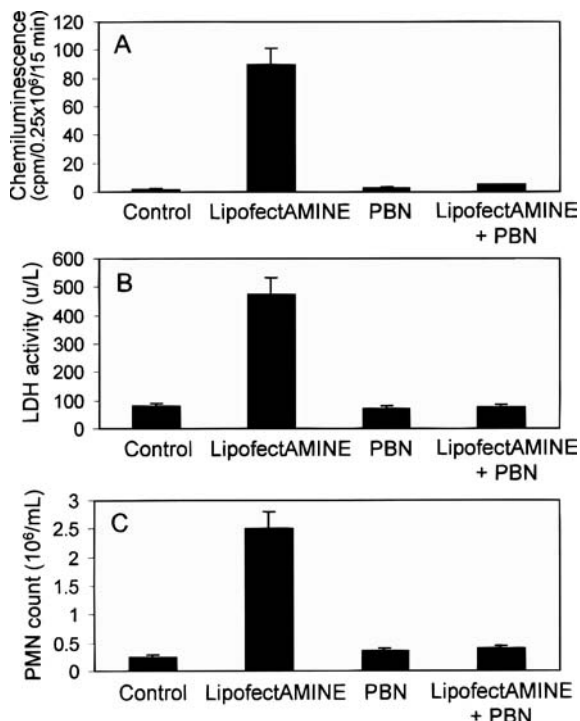 A
Chemiluminescence
(cpm/0.25x10⁶/15 min)
120
100
80
60
40
20
0
Control LipofectAMINE PBN LipofectAMINE
+ PBN
B
LDH activity (u/L)
600
500
400
300
200
100
0
Control LipofectAMINE PBN LipofectAMINE
+ PBN
C
PMN count (10⁶/mL)
3
2.5
2
1.5
1
0.5
0
Control LipofectAMINE PBN LipofectAMINE
+ PBN